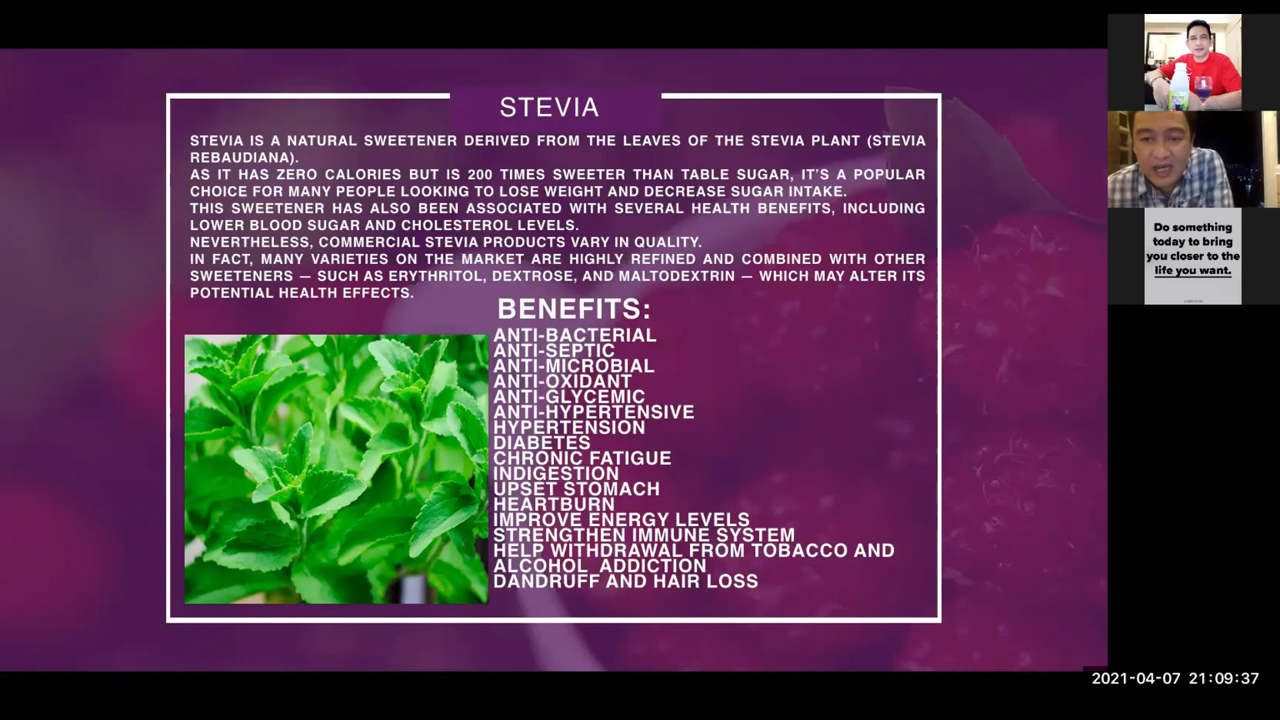 STEVIA
STEVIA IS A NATURAL SWEETENER DERIVED FROM THE LEAVES OF THE STEVIA PLANT (STEVIA
REBAUDIANA).
AS IT HAS ZERO CALORIES BUT IS 200 TIMES SWEETER THAN TABLE SUGAR, IT'S A POPULAR
CHOICE FOR MANY PEOPLE LOOKING TO LOSE WEIGHT AND DECREASE SUGAR INTAKE.
THIS SWEETENER HAS ALSO BEEN ASSOCIATED WITH SEVERAL HEALTH BENEFITS, INCLUDING
LOWER BLOOD SUGAR AND CHOLESTEROL LEVELS.
NEVERTHELESS, COMMERCIAL STEVIA PRODUCTS VARY IN QUALITY.
IN FACT, MANY VARIETIES ON THE MARKET ARE HIGHLY REFINED AND COMBINED WITH OTHER
SWEETENERS — SUCH AS ERYTHRITOL, DEXTROSE, AND MALTODEXTRIN — WHICH MAY ALTER ITS
POTENTIAL HEALTH EFFECTS.
BENEFITS:
ANTI-BACTERIAL
ANTI-SEPTIC
ANTI-MICROBIAL
ANTI-OXIDANT
ANTI-GLYCEMIC
ANTI-HYPERTENSIVE
HYPERTENSION
DIABETES
CHRONIC FATIGUE
INDIGESTION
UPSET STOMACH
HEARTBURN
IMPROVE ENERGY LEVELS
STRENGTHEN IMMUNE SYSTEM
HELP WITHDRAWAL FROM TOBACCO AND
ALCOHOL ADDICTION
DANDRUFF AND HAIR LOSS
Do something
today to bring
you closer to the
life you want.
2021-04-07 21:09:37